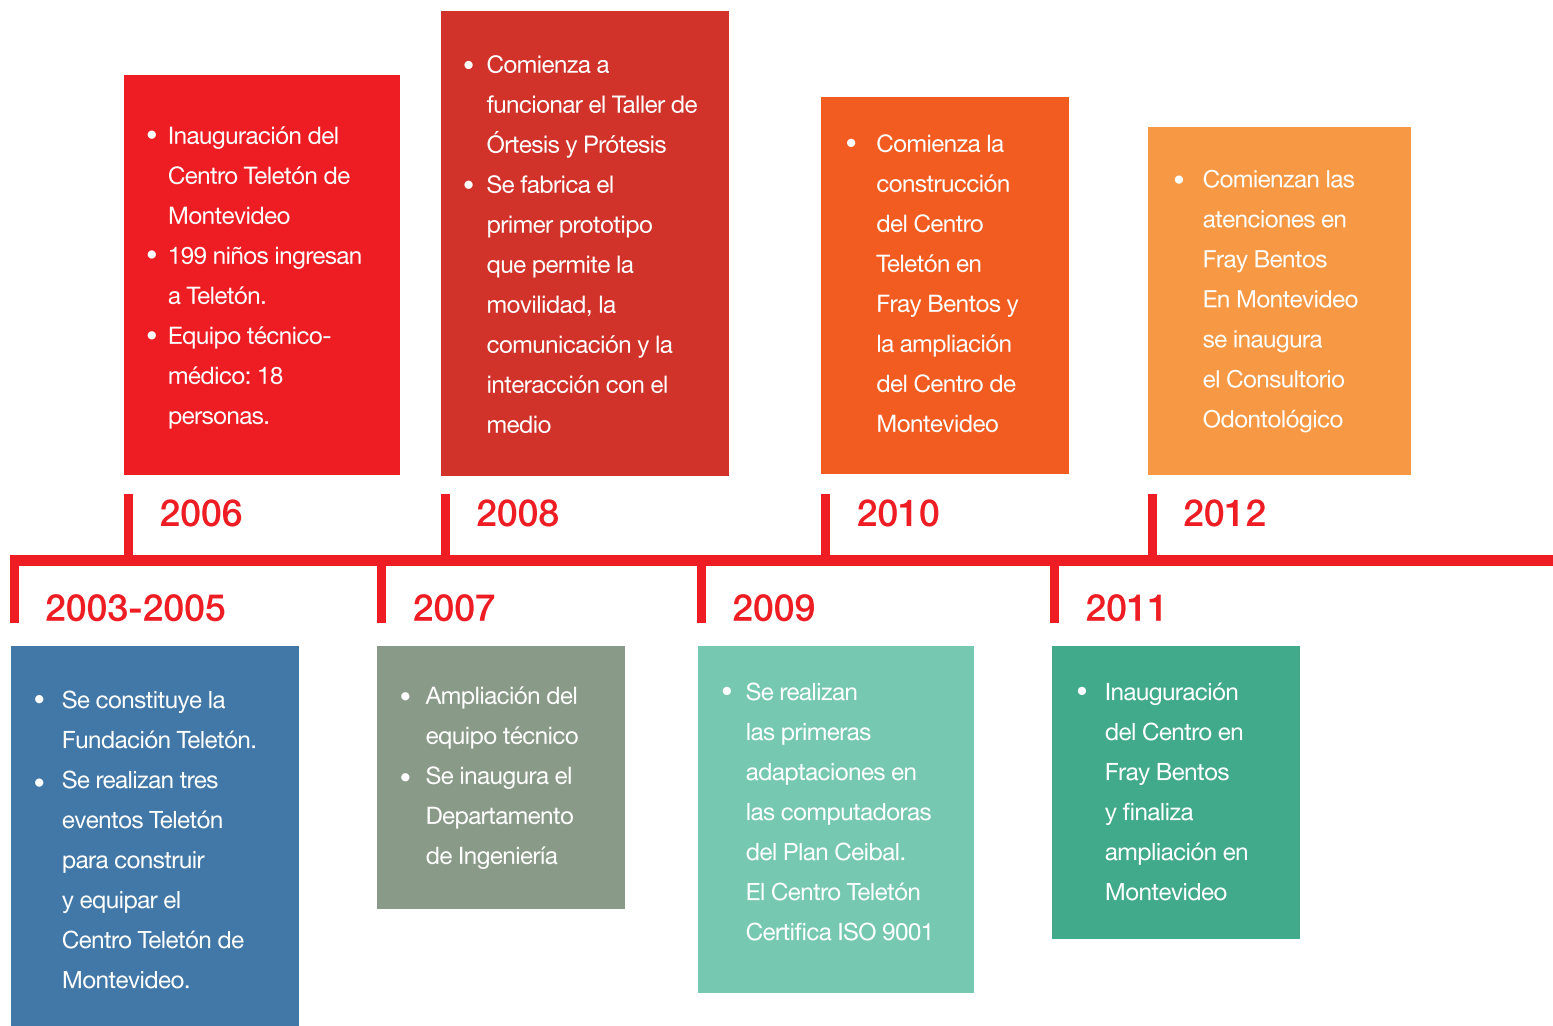 • Inauguración del
Centro Teletón de
Montevideo
• 199 niños ingresan
a Teletón.
• Equipo técnico-
médico: 18
personas.
2006
• Comienza a
funcionar el Taller de
Órtesis y Prótesis
• Se fabrica el
primer prototipo
que permite la
movilidad, la
comunicación y la
interacción con el
medio
2008
• Comienza la
construcción
del Centro
Teletón en
Fray Bentos y
la ampliación
del Centro de
Montevideo
2010
• Comienzan las
atenciones en
Fray Bentos
En Montevideo
se inaugura
el Consultorio
Odontológico
2012
2003-2005
• Se constituye la
Fundación Teletón.
• Se realizan tres
eventos Teletón
para construir
y equipar el
Centro Teletón de
Montevideo.
2007
• Ampliación del
equipo técnico
• Se inaugura el
Departamento
de Ingeniería
2009
• Se realizan
las primeras
adaptaciones en
las computadoras
del Plan Ceibal.
El Centro Teletón
Certifica ISO 9001
2011
• Inauguración
del Centro en
Fray Bentos
y finaliza
ampliación en
Montevideo